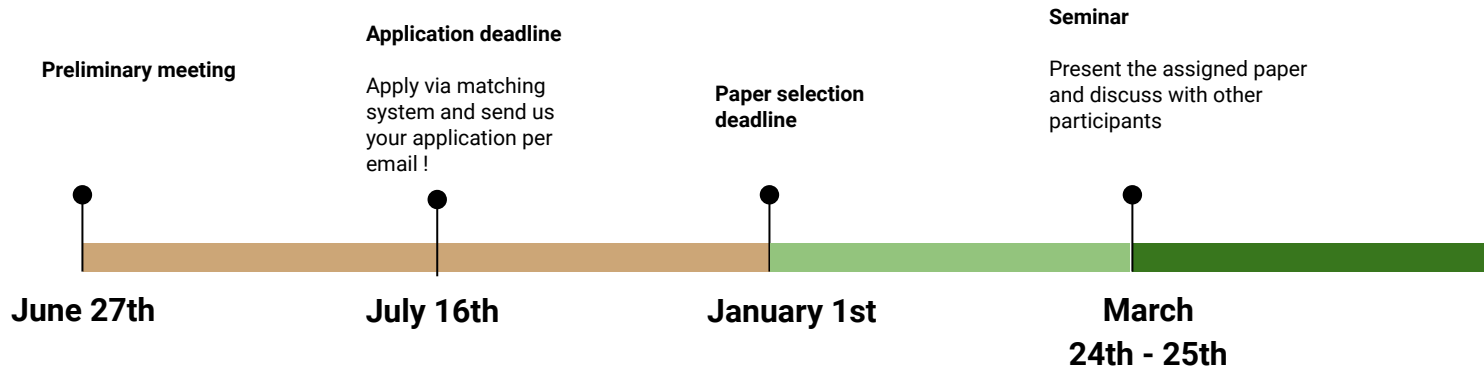 Preliminary meeting
Application deadline
Apply via matching
system and send us
your application per
email !
Paper selection
deadline
Seminar
Present the assigned paper
and discuss with other
participants
June 27th
July 16th
January 1st
March
24th - 25th